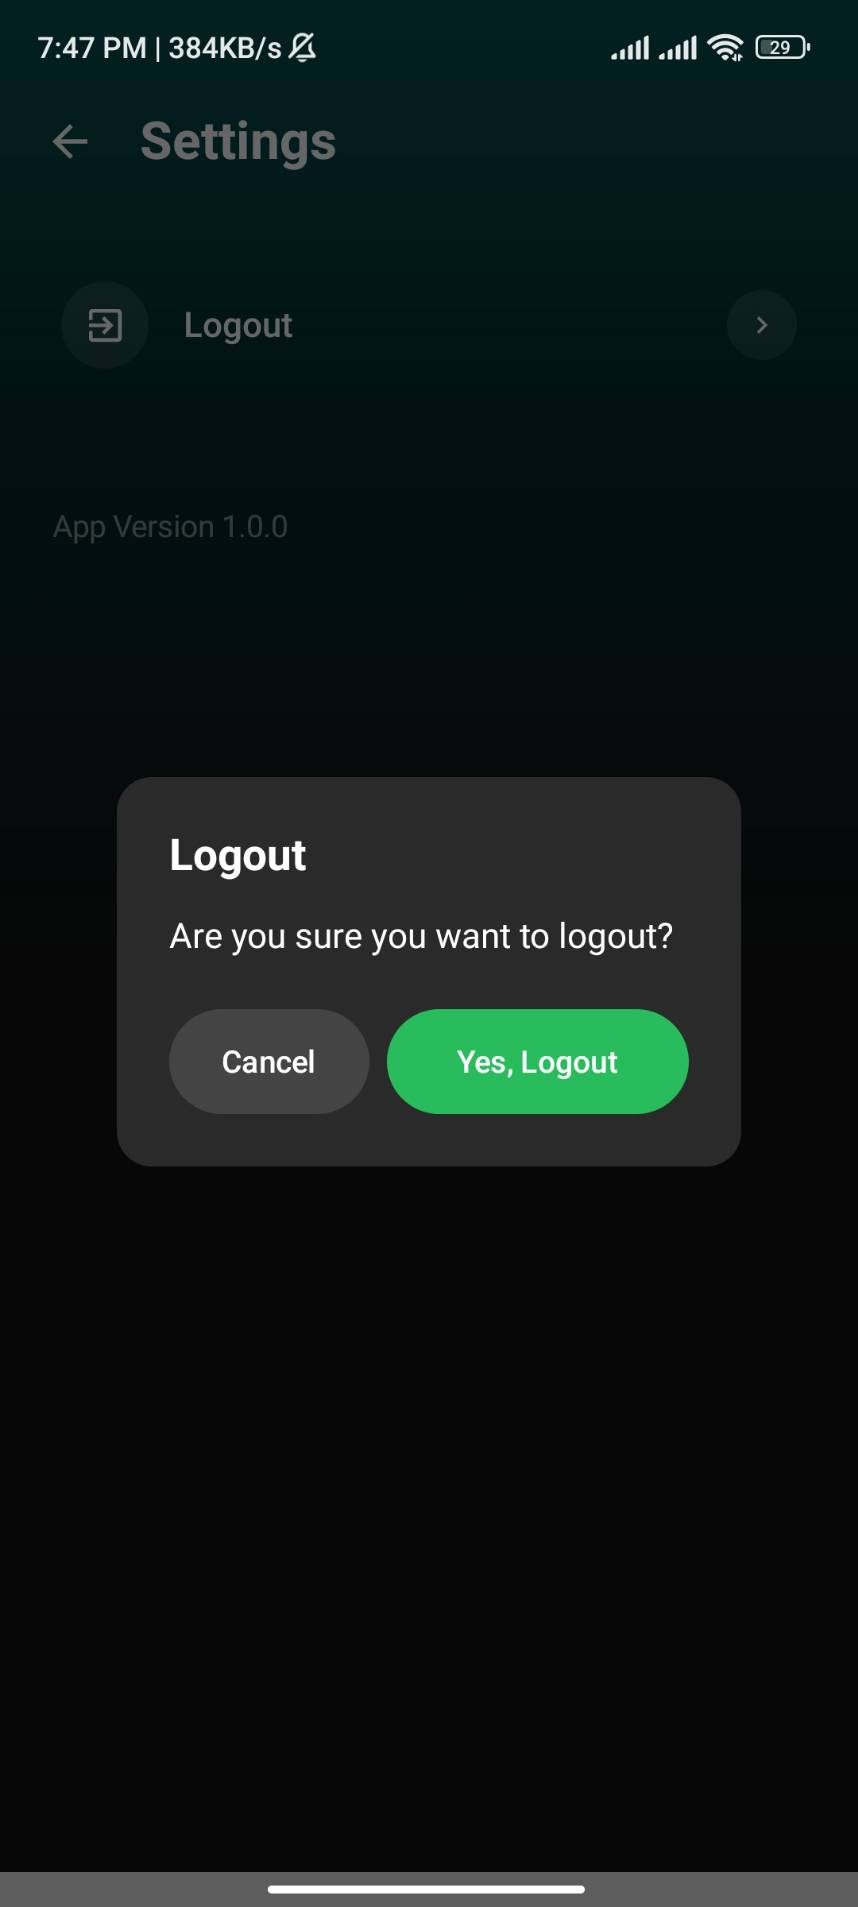 7:47 PM | 384KB/s
29
Settings
Logout
App Version 1.0.0
Logout
Are you sure you want to logout?
Cancel
Yes, Logout